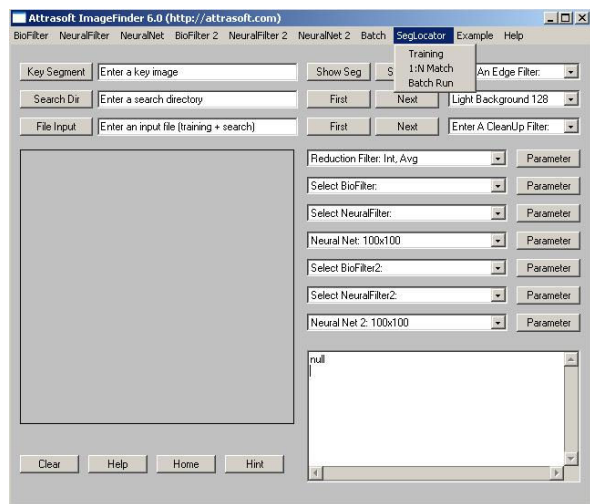 Attrasoft ImageFinder 6.0 (http://attrasoft.com)
BioFilter NeuralFilter NeuralNet BioFilter 2 NeuralFilter 2 NeuralNet 2 Batch SegLocator Example Help
Training
1:N Match
Batch Run
Key Segment Enter a key image Show Seg S An Edge Filter:
Search Dir Enter a search directory First Next Light Background 128
File Input Enter an input file (training + search) First Next Enter A CleanUp Filter:
Reduction Filter: Int, Avg Parameter
Select BioFilter: Parameter
Select NeuralFilter: Parameter
Neural Net: 100x100 Parameter
Select BioFilter2: Parameter
Select NeuralFilter2: Parameter
Neural Net 2: 100x100 Parameter
null
Clear Help Home Hint